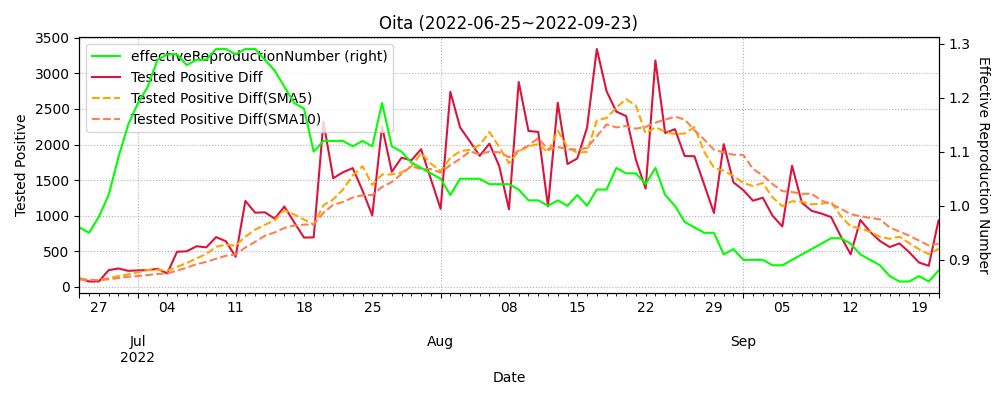 Oita (2022-06-25~2022-09-23)
effectiveReproductionNumber (right)
Tested Positive Diff
Tested Positive Diff(SMA5)
Tested Positive Diff(SMA10)
Tested Positive
3500
3000
2500
2000
1500
1000
500
0
1.3
1.2
1.1
1.0
0.9
Effective Reproduction Number
27 04 11 18 25 08 15 22 29 05 12 19
Jul Aug Sep
2022
Date